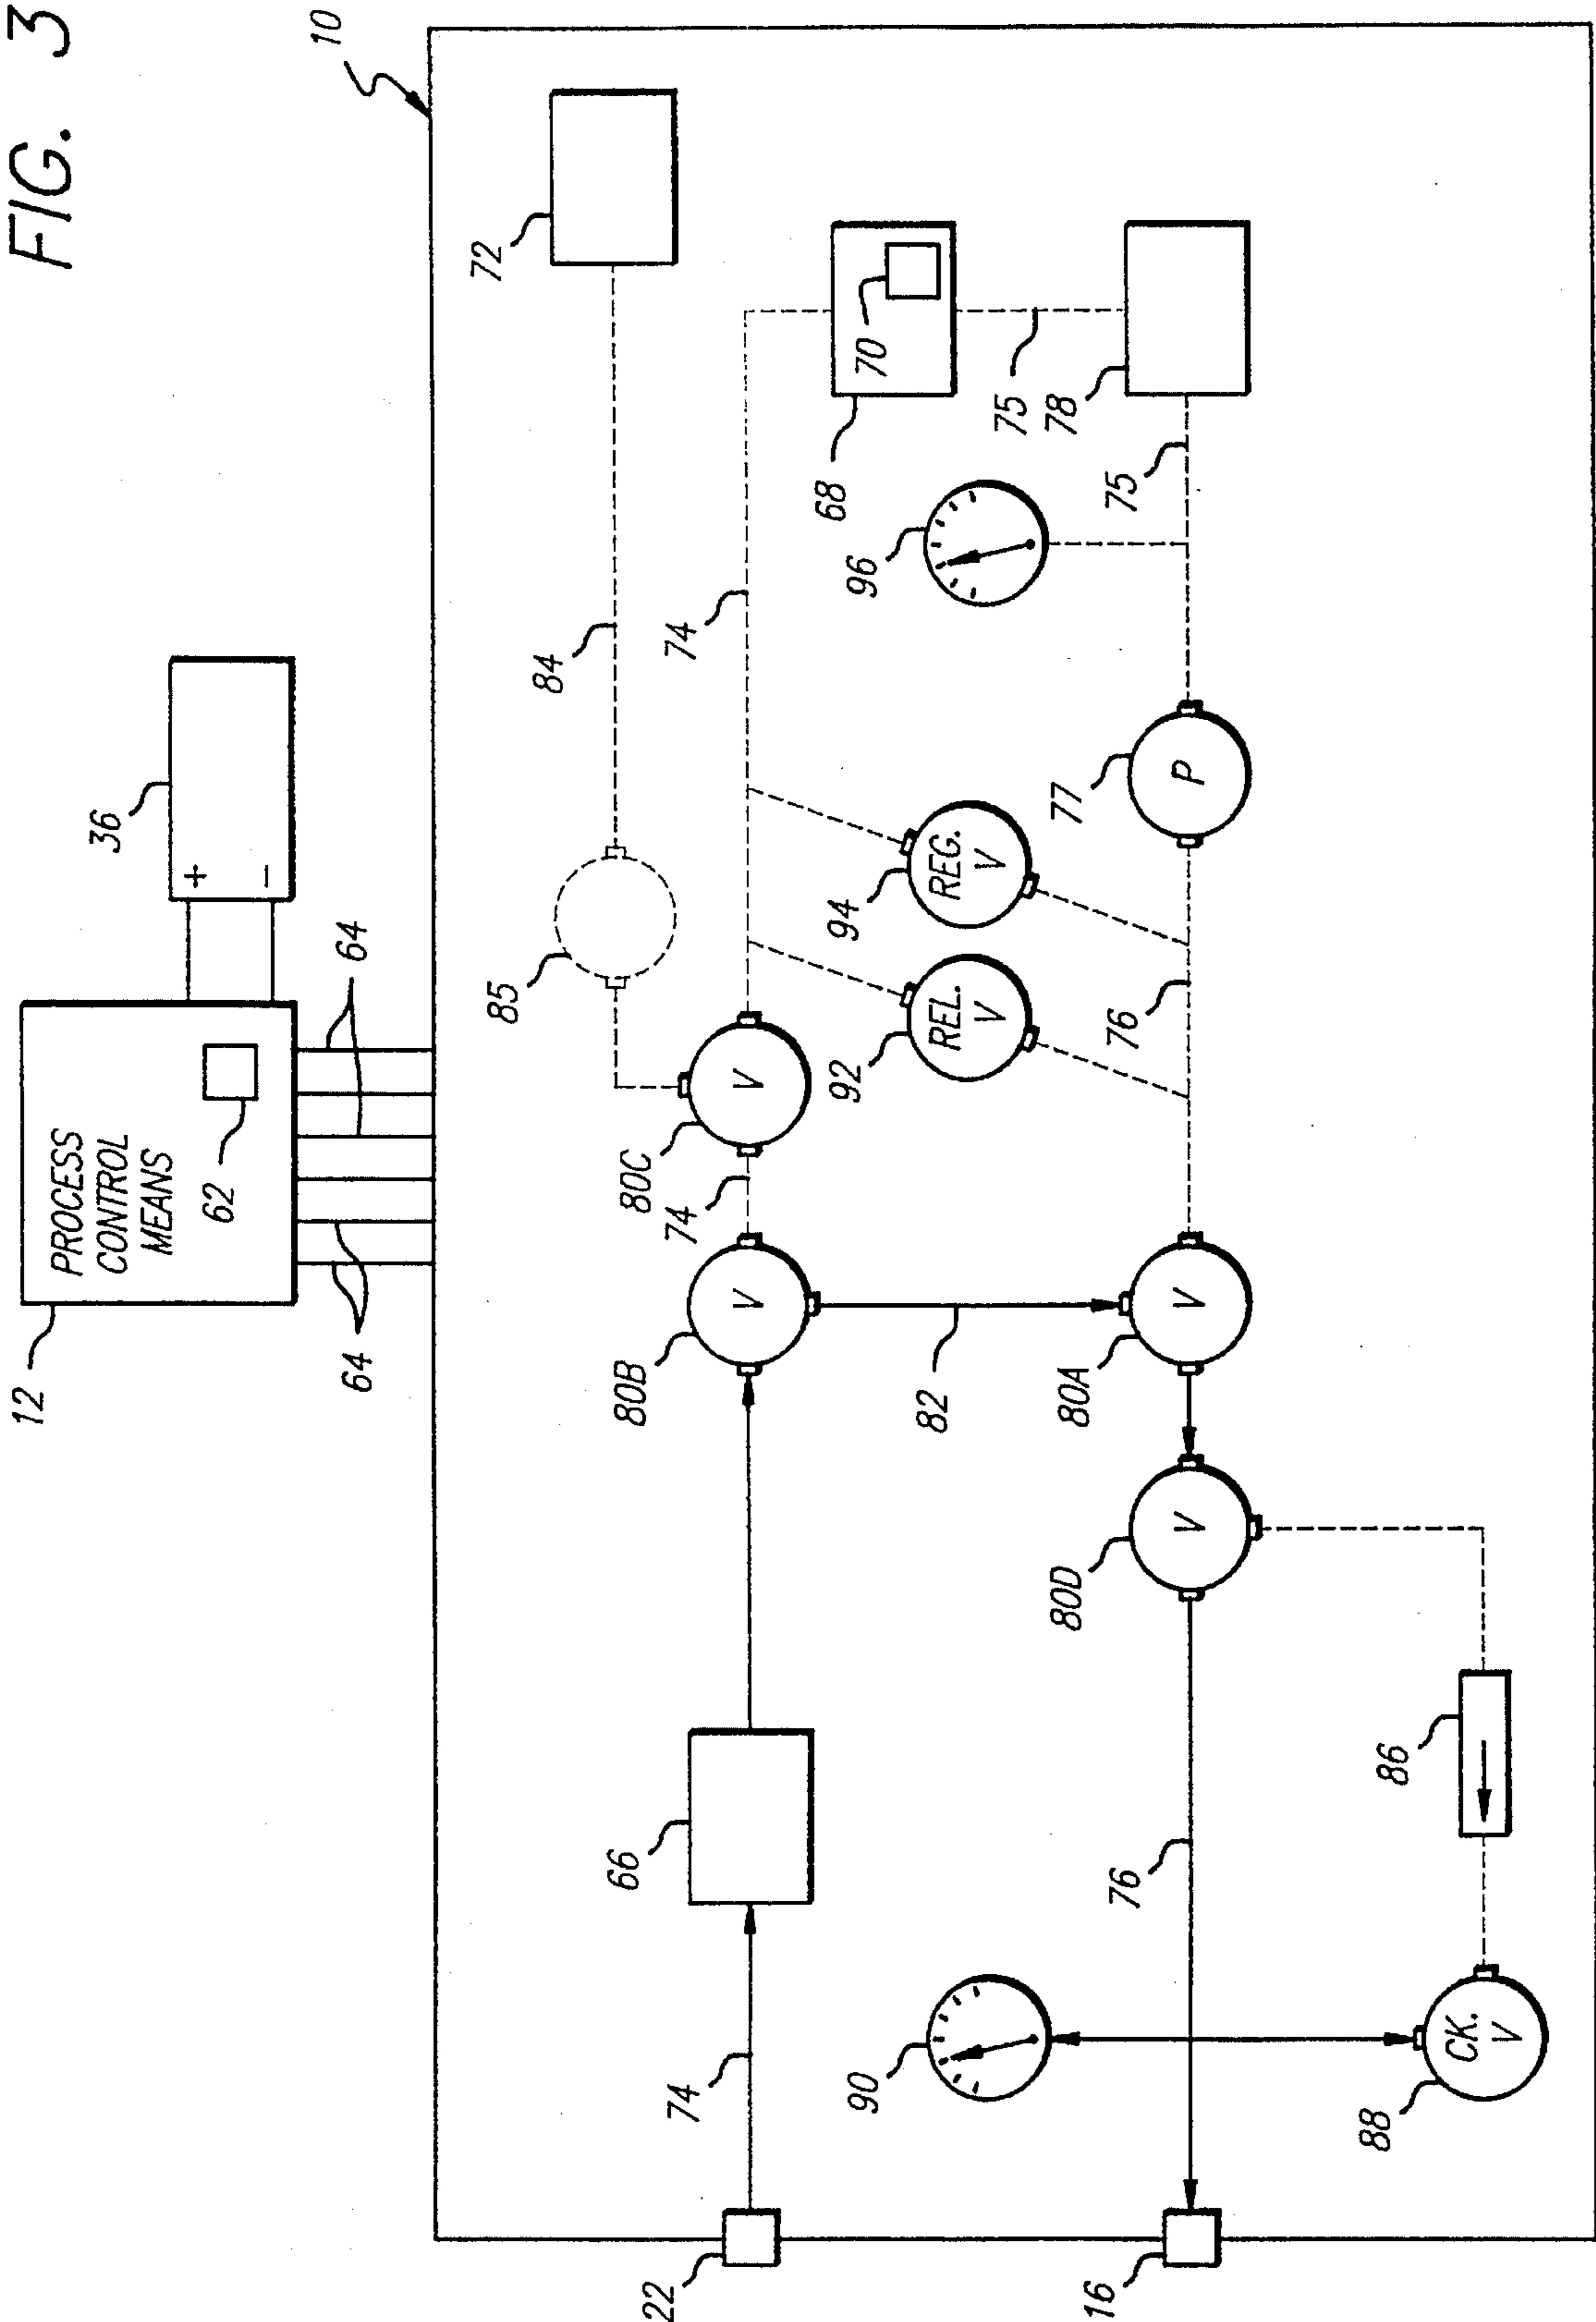 FIG. 3
12
PROCESS
CONTROL
MEANS
62
+
-
36
64
64
10
72
84
85
22
74
66
80B
74
80C
74
82
92
REL.
V
94
REG.
V
96
68
70
75
78
75
V
V
16
76
90
80D
V
80A
V
76
77
P
86
88
CK.
V